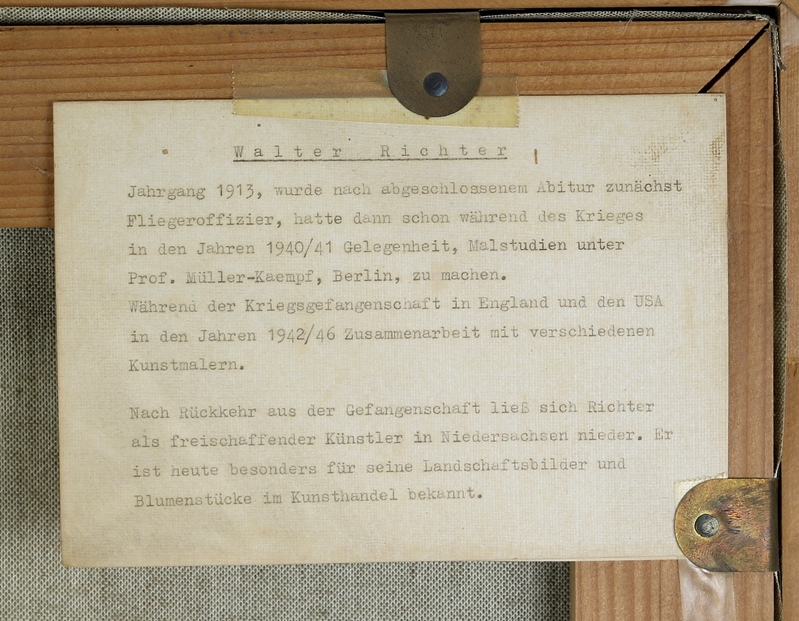 Walter Richter
Jahrgang 1913, wurde nach abgeschlossenem Abitur zunächst
Fliegeroffizier, hatte dann schon während des Krieges
in den Jahren 1940/41 Gelegenheit, Malstudien unter
Prof. Müller-Kaempf, Berlin, zu machen.
Während der Kriegsgefangenschaft in England und den USA
in den Jahren 1942/46 Zusammenarbeit mit verschiedenen
Kunstmalern.
Nach Rückkehr aus der Gefangenschaft ließ sich Richter
als freischaffender Künstler in Niedersachsen nieder. Er
ist heute besonders für seine Landschaftsbilder und
Blumenstücke im Kunsthandel bekannt.